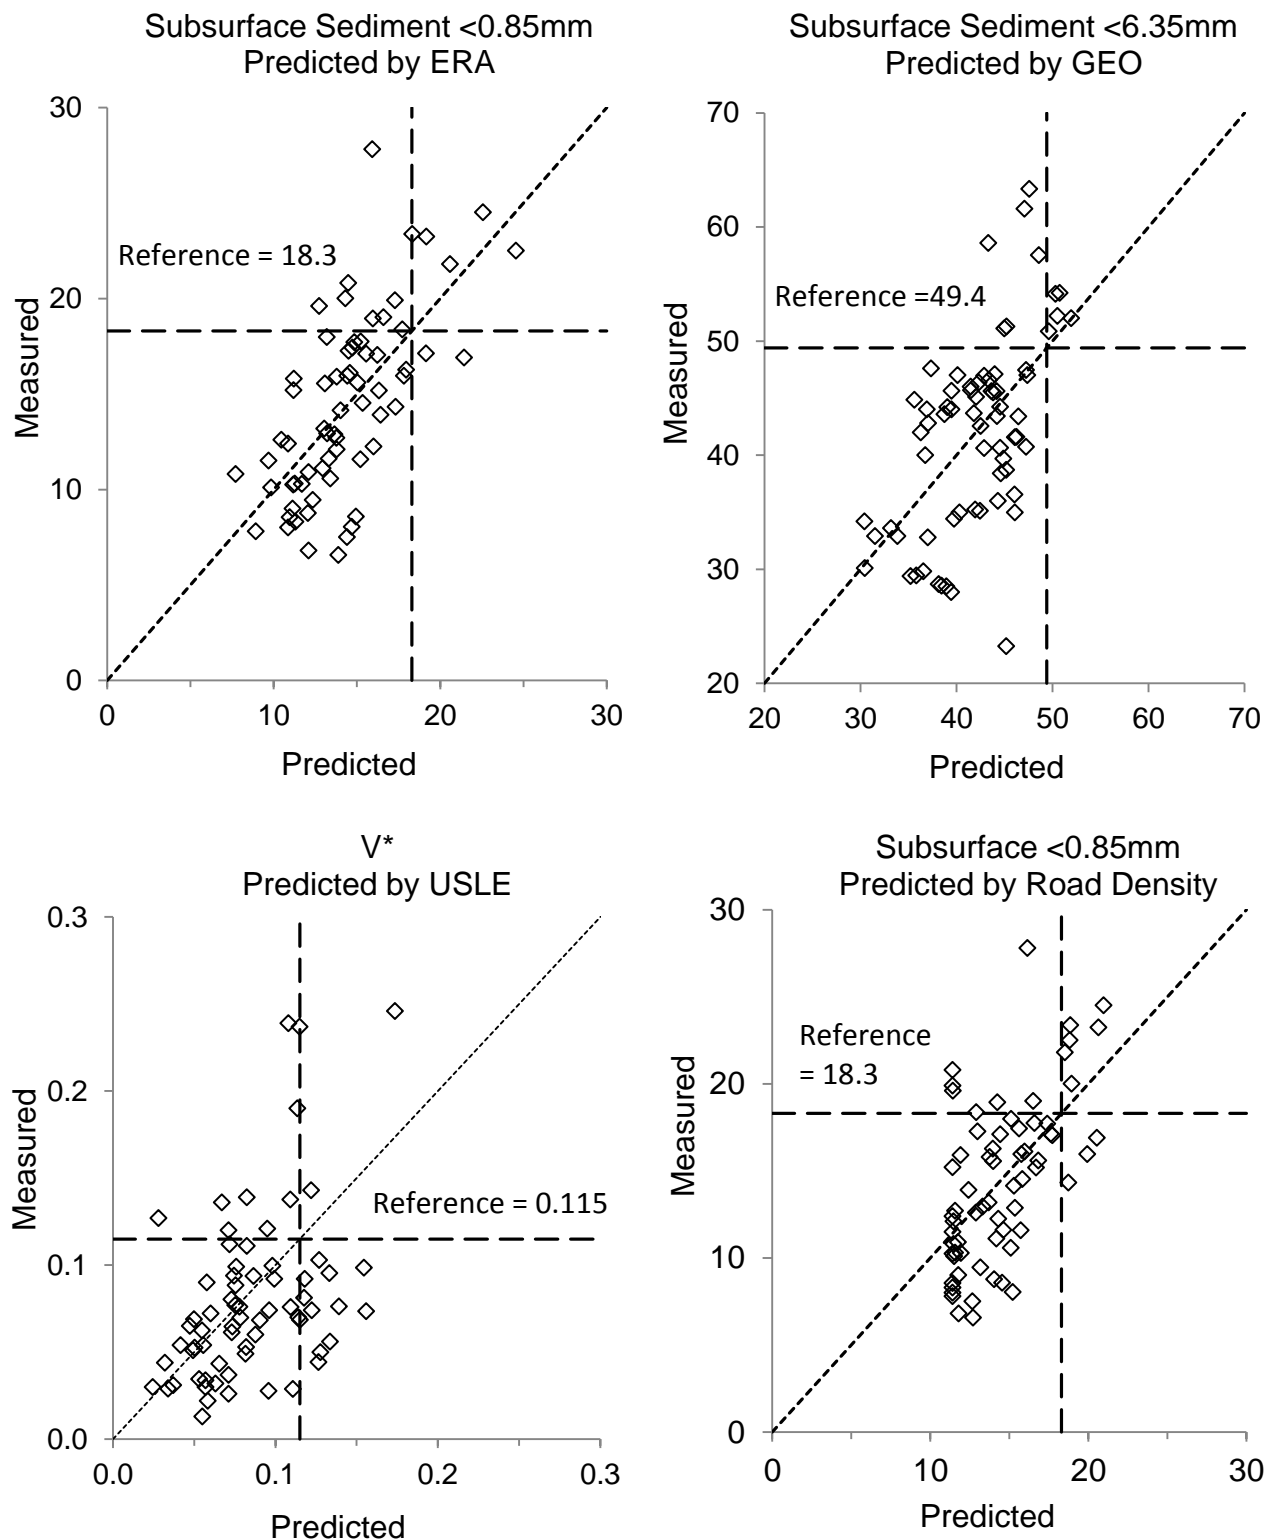 Subsurface Sediment <0.85mm
Predicted by ERA
30
20
10
0
0
10
20
30
Measured
Predicted
Reference = 18.3
Subsurface Sediment <6.35mm
Predicted by GEO
70
60
50
40
30
20
20
30
40
50
60
70
Measured
Predicted
Reference =49.4
V*
Predicted by USLE
0.3
0.2
0.1
0.0
0.0
0.1
0.2
0.3
Measured
Predicted
Reference = 0.115
Subsurface <0.85mm
Predicted by Road Density
30
20
10
0
0
10
20
30
Measured
Predicted
Reference
= 18.3